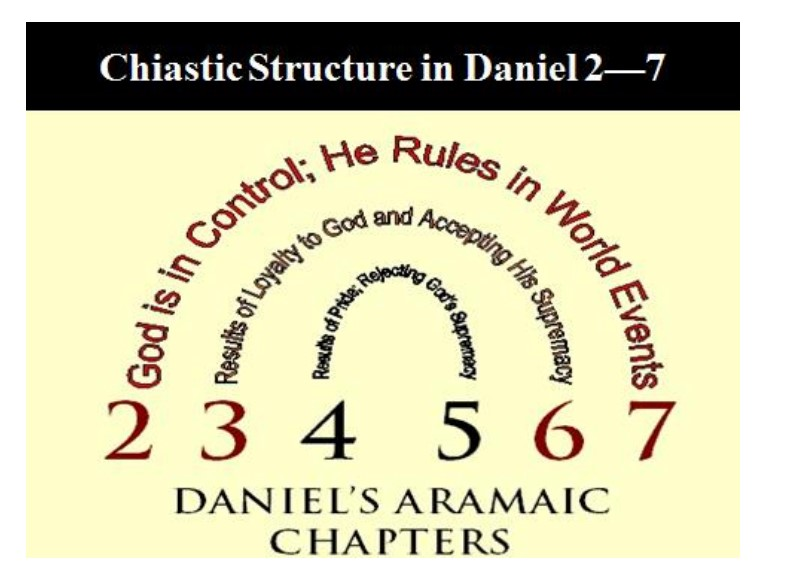 Chiastic Structure in Daniel 2—7
God is in Control; He Rules in World Events
Results of Loyalty to God and Accepting His Supremacy
Results of Pride; Rejecting God's Supremacy
2 3 4 5 6 7
DANIEL'S ARAMAIC
CHAPTERS